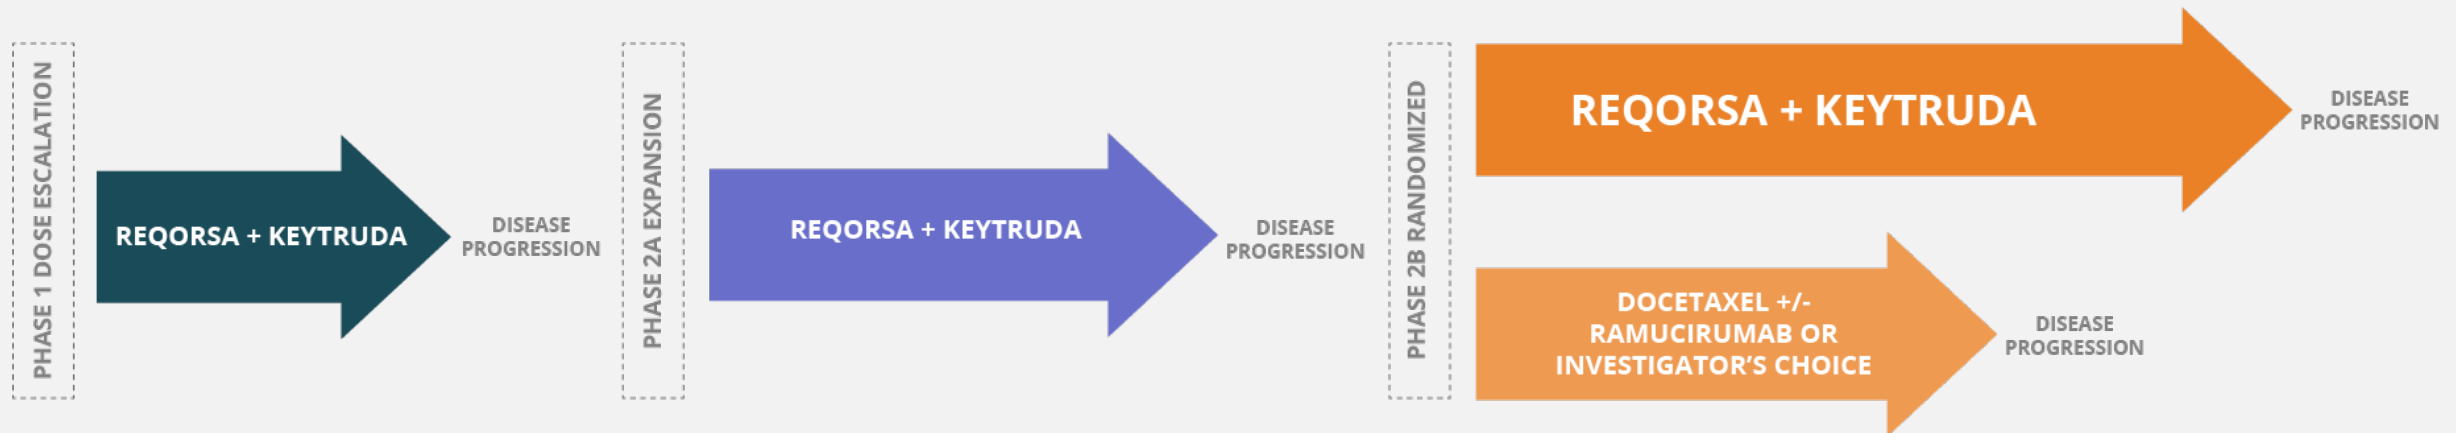 PHASE 1 DOSE ESCALATION
REQORSA + KEYTRUDA
DISEASE
PROGRESSION
PHASE 2A EXPANSION
REQORSA + KEYTRUDA
DISEASE
PROGRESSION
PHASE 2B RANDOMIZED
REQORSA + KEYTRUDA
DISEASE
PROGRESSION
DOCETAXEL +/-
RAMUCIRUMAB OR
INVESTIGATOR’S CHOICE
DISEASE
PROGRESSION